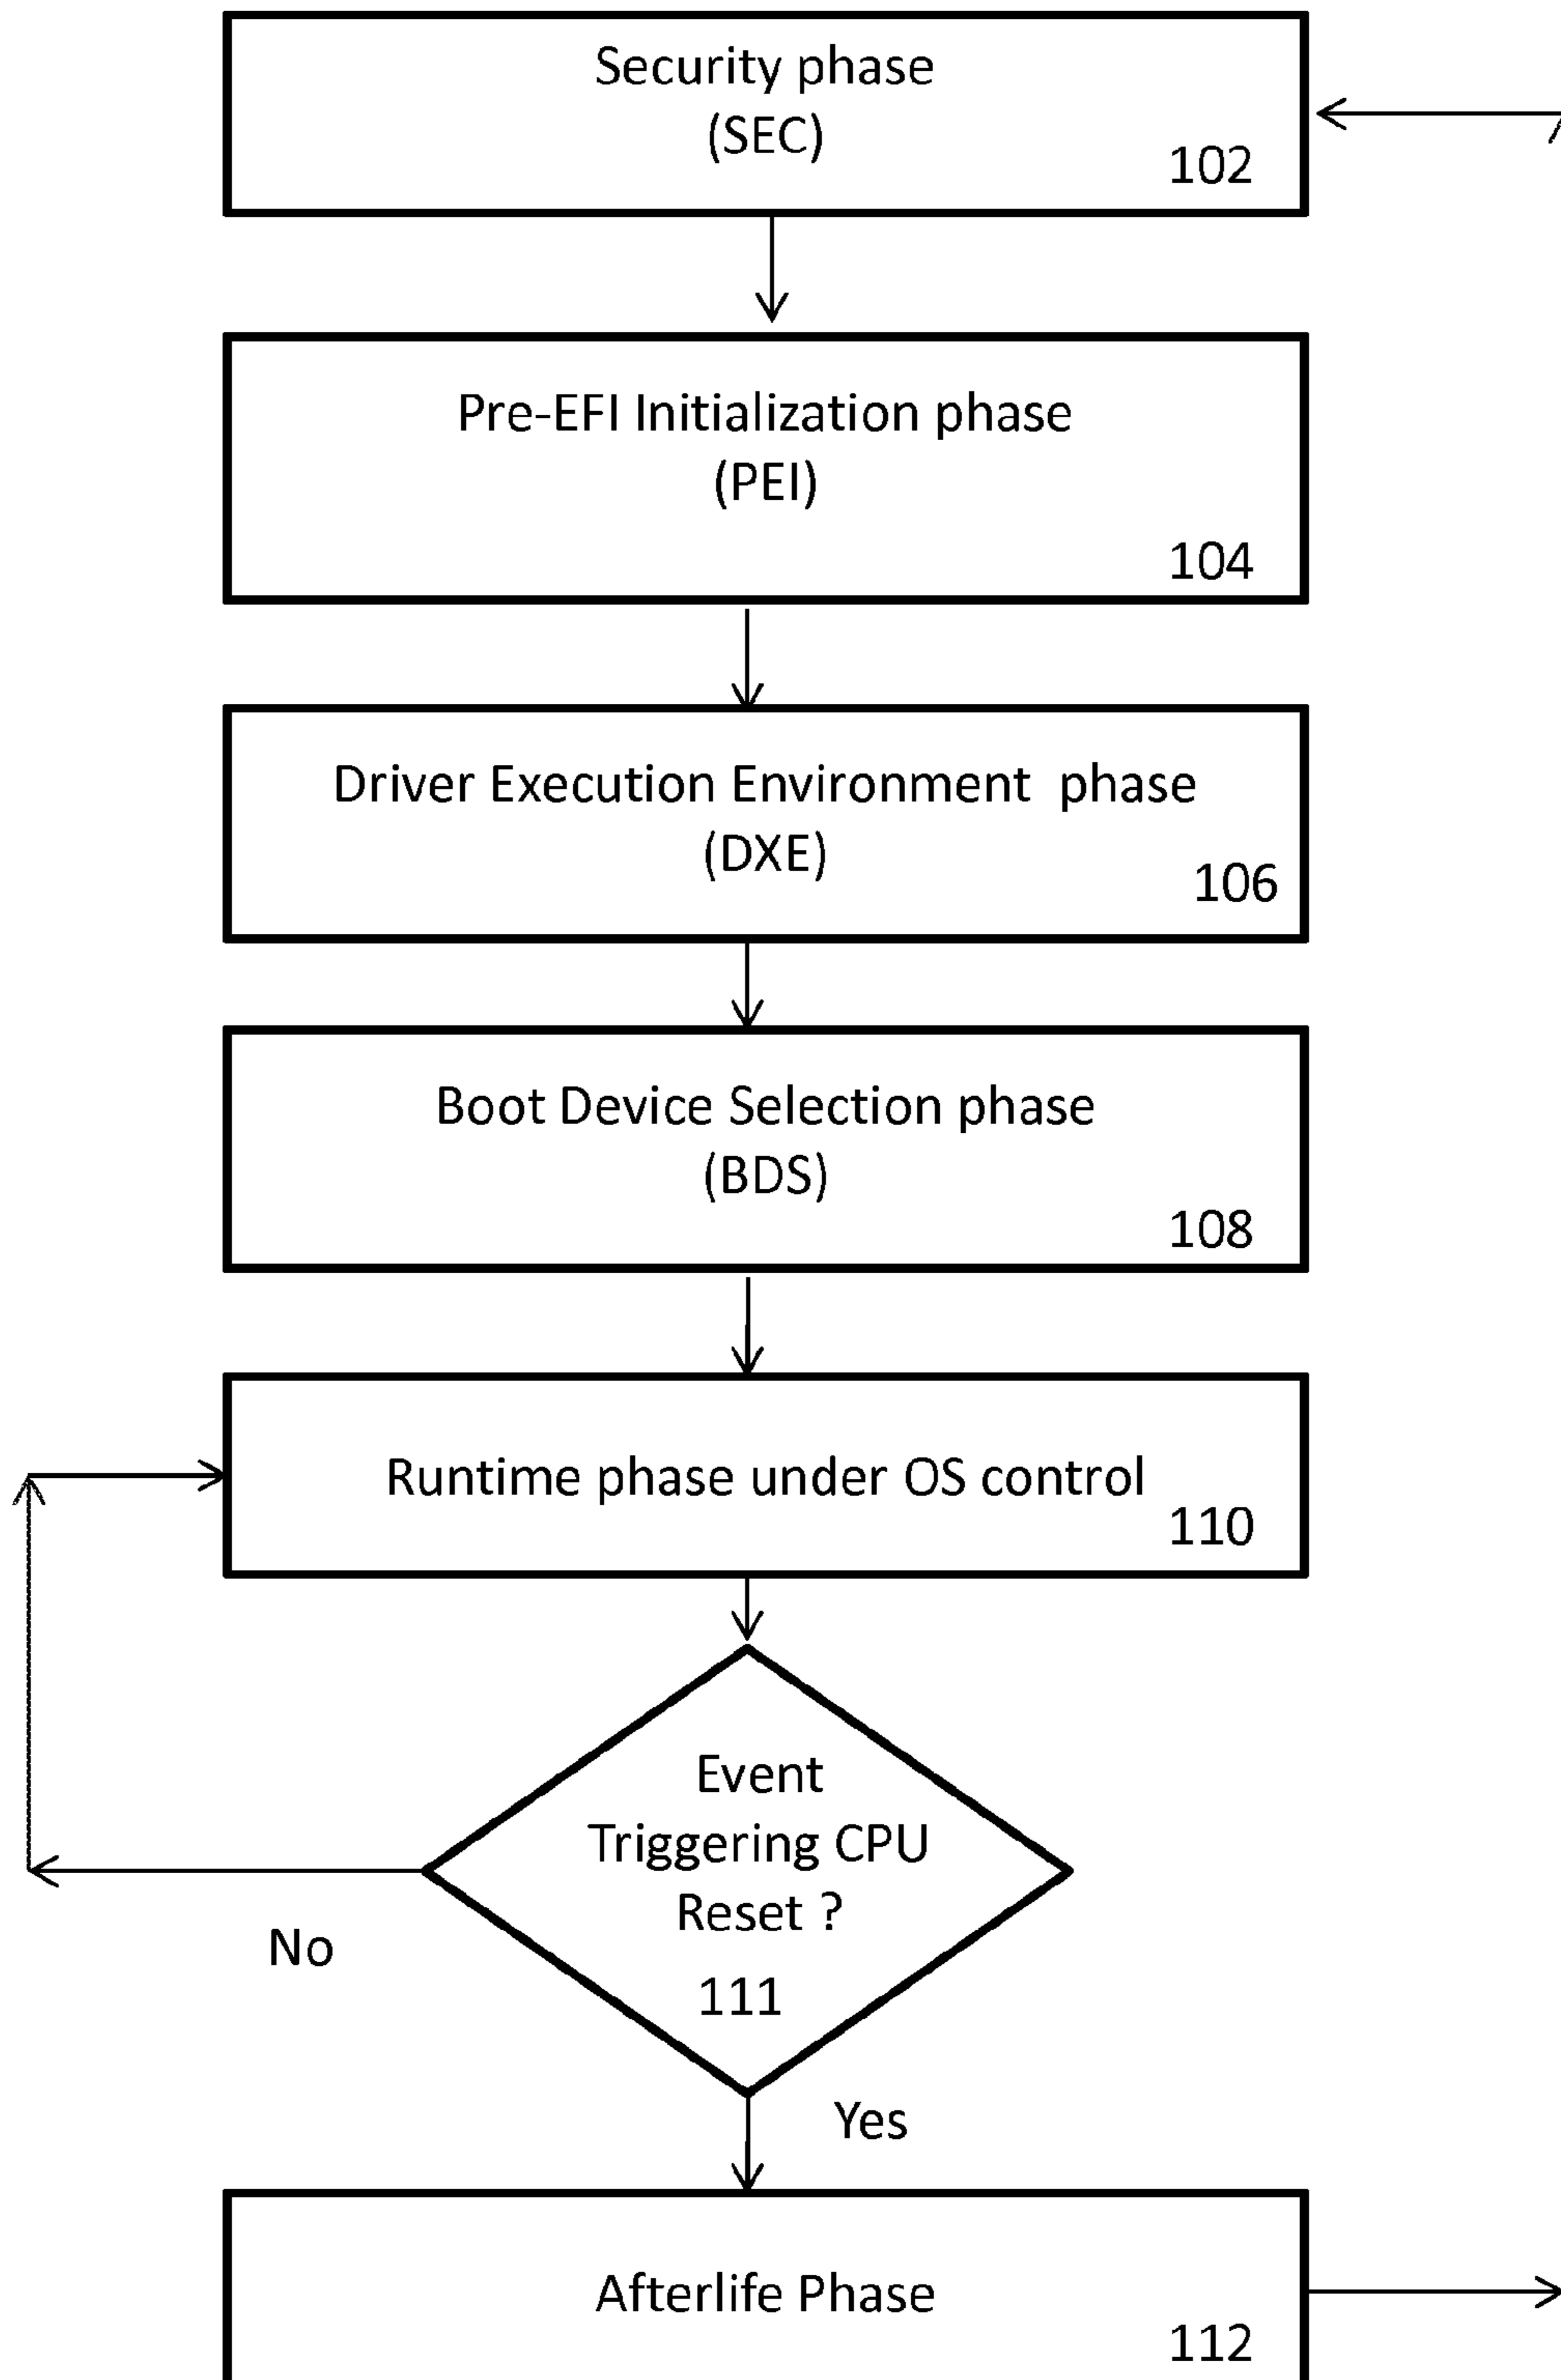 Security phase
(SEC)
102
Pre-EFI Initialization phase
(PEI)
104
Driver Execution Environment  phase
(DXE)
106
Boot Device Selection phase
(BDS)
108
Runtime phase under OS control
110
Event
Triggering CPU
Reset ?
111
No
Yes
Afterlife Phase
112